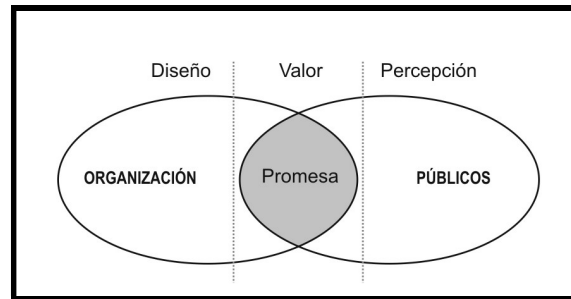 Diseño Valor Percepción
ORGANIZACIÓN Promesa PÚBLICOS